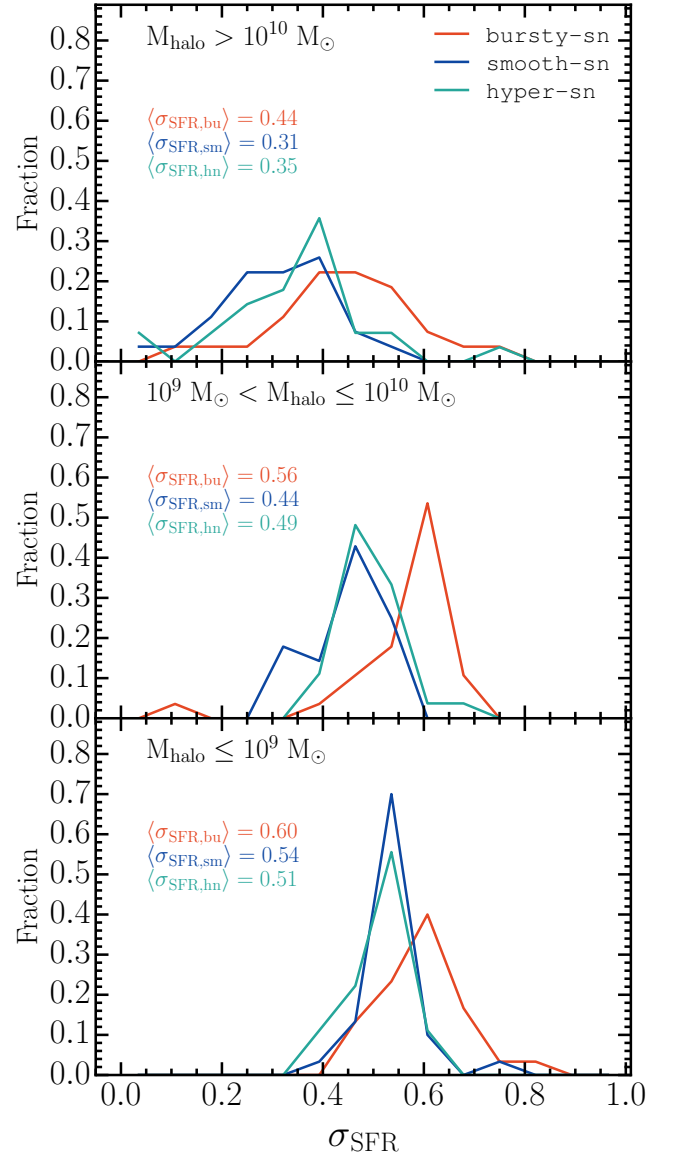 M_halo > 10^10 M_⊙
bursty-sn
smooth-sn
hyper-sn
⟨σ_SFR,bu⟩ = 0.44
⟨σ_SFR,sm⟩ = 0.31
⟨σ_SFR,hn⟩ = 0.35
Fraction
0.8
0.7
0.6
0.5
0.4
0.3
0.2
0.1
0.0
10^9 M_⊙ < M_halo ≤ 10^10 M_⊙
⟨σ_SFR,bu⟩ = 0.56
⟨σ_SFR,sm⟩ = 0.44
⟨σ_SFR,hn⟩ = 0.49
Fraction
0.8
0.7
0.6
0.5
0.4
0.3
0.2
0.1
0.0
M_halo ≤ 10^9 M_⊙
⟨σ_SFR,bu⟩ = 0.60
⟨σ_SFR,sm⟩ = 0.54
⟨σ_SFR,hn⟩ = 0.51
Fraction
0.8
0.7
0.6
0.5
0.4
0.3
0.2
0.1
0.0
0.0 0.2 0.4 0.6 0.8 1.0
σ_SFR